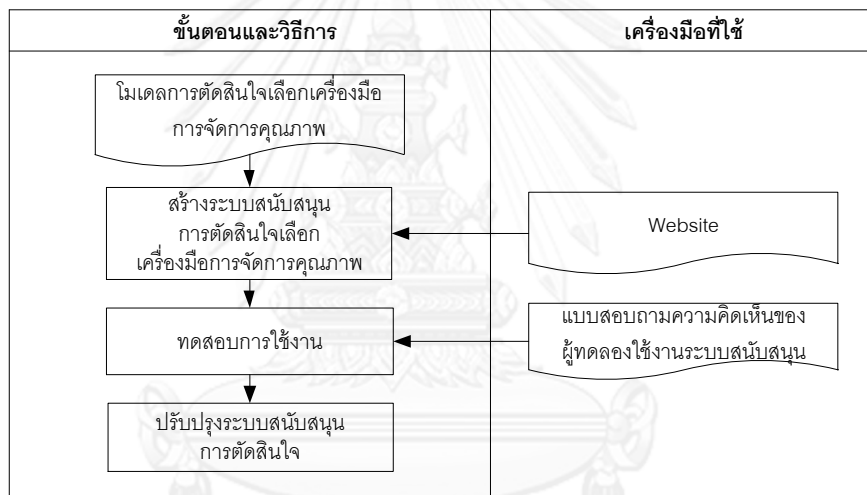 ขั้นตอนและวิธีการ
เครื่องมือที่ใช้
โมเดลการตัดสินใจเลือกเครื่องมือ
การจัดการคุณภาพ
สร้างระบบสนับสนุน
การตัดสินใจเลือก
เครื่องมือการจัดการคุณภาพ
Website
ทดสอบการใช้งาน
แบบสอบถามความคิดเห็นของ
ผู้ทดลองใช้งานระบบสนับสนุน
ปรับปรุงระบบสนับสนุน
การตัดสินใจ